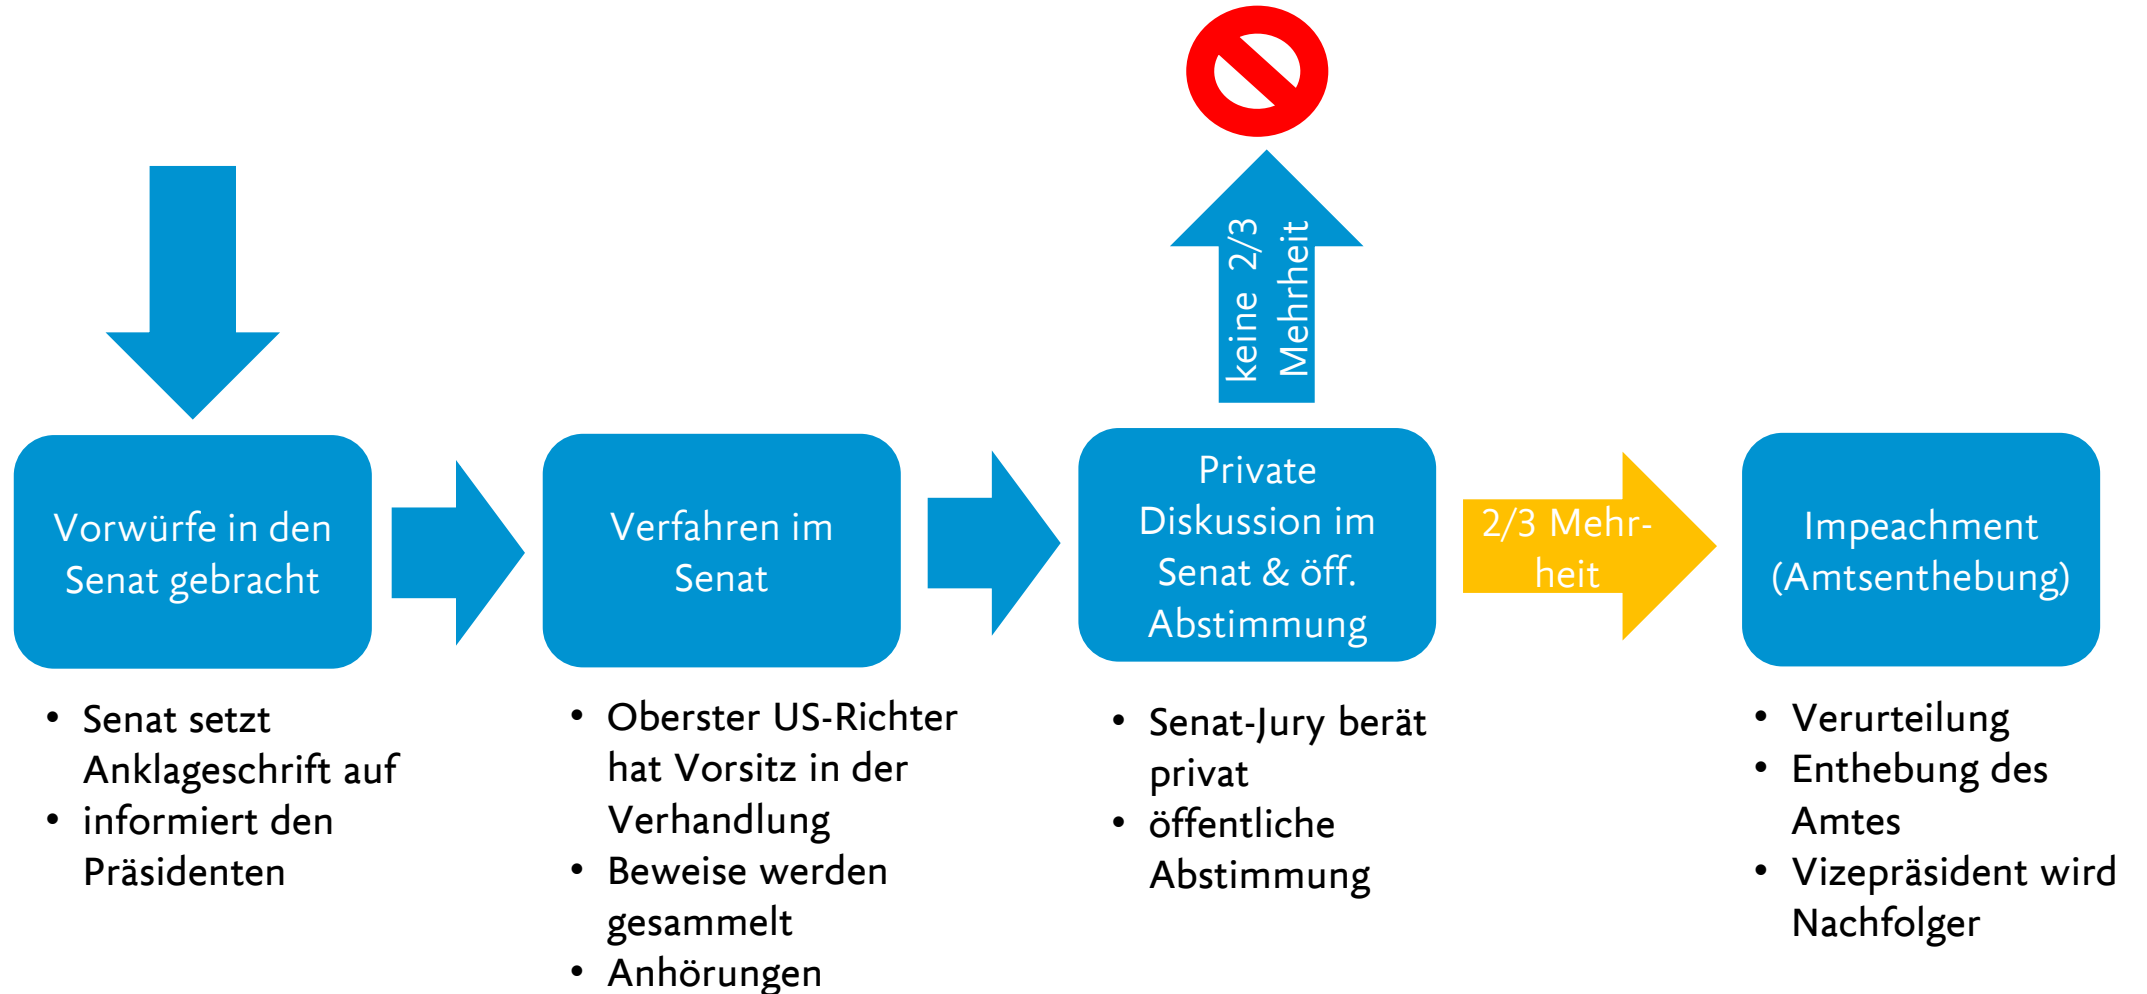 keine 2/3
Mehrheit
Vorwürfe in den
Senat gebracht
Verfahren im
Senat
Private
Diskussion im
Senat & öff.
Abstimmung
2/3 Mehr-
heit
Impeachment
(Amtsenthebung)
• Senat setzt
Anklageschrift auf
• informiert den
Präsidenten
• Oberster US-Richter
hat Vorsitz in der
Verhandlung
• Beweise werden
gesammelt
• Anhörungen
• Senat-Jury berät
privat
• öffentliche
Abstimmung
• Verurteilung
• Enthebung des
Amtes
• Vizepräsident wird
Nachfolger